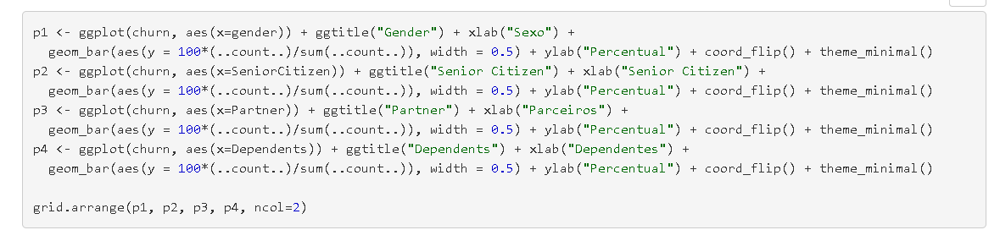 p1 <- ggplot(churn, aes(x=gender)) + ggtitle("Gender") + xlab("Sexo") +
  geom_bar(aes(y = 100*(..count..)/sum(..count..)), width = 0.5) + ylab("Percentual") + coord_flip() + theme_minimal()
p2 <- ggplot(churn, aes(x=SeniorCitizen)) + ggtitle("Senior Citizen") + xlab("Senior Citizen") +
  geom_bar(aes(y = 100*(..count..)/sum(..count..)), width = 0.5) + ylab("Percentual") + coord_flip() + theme_minimal()
p3 <- ggplot(churn, aes(x=Partner)) + ggtitle("Partner") + xlab("Parceiros") +
  geom_bar(aes(y = 100*(..count..)/sum(..count..)), width = 0.5) + ylab("Percentual") + coord_flip() + theme_minimal()
p4 <- ggplot(churn, aes(x=Dependents)) + ggtitle("Dependents") + xlab("Dependentes") +
  geom_bar(aes(y = 100*(..count..)/sum(..count..)), width = 0.5) + ylab("Percentual") + coord_flip() + theme_minimal()
grid.arrange(p1, p2, p3, p4, ncol=2)